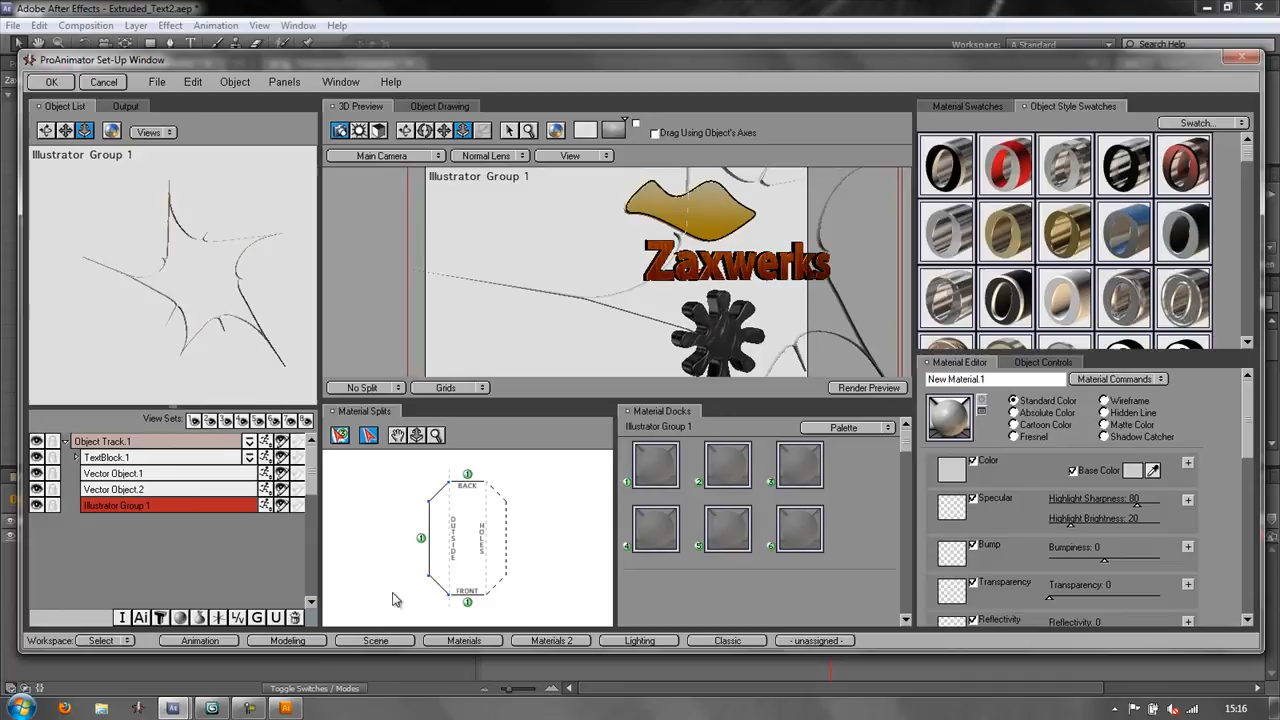 Adobe After Effects - Extruded_Text2.aep *
File Edit Composition Layer Effect Animation View Window Help
Workspace: A Standard Search Help
ProAnimator Set-Up Window
OK Cancel File Edit Object Panels Window Help
Object List Output
Views
Illustrator Group 1
3D Preview Object Drawing
Drag Using Object's Axes
Main Camera Normal Lens View
Illustrator Group 1
Zaxwerks
No Split Grids Render Preview
Material Swatches Object Style Swatches
Swatch...
View Sets:
Object Track.1
TextBlock.1
Vector Object.1
Vector Object.2
Illustrator Group 1
Material Splits
BACK
OUTSIDE
HOLES
FRONT
Material Docks
Illustrator Group 1 Palette
Material Editor Object Controls
New Material.1 Material Commands
Standard Color Wireframe
Absolute Color Hidden Line
Cartoon Color Matte Color
Fresnel Shadow Catcher
Color Base Color
Specular Highlight Sharpness: 80
Highlight Brightness: 20
Bump Bumpiness: 0
Transparency Transparency: 0
Reflectivity Reflectivity: 0
Workspace: Select Animation Modeling Scene Materials Materials 2 Lighting Classic - unassigned -
Toggle Switches / Modes
15:16